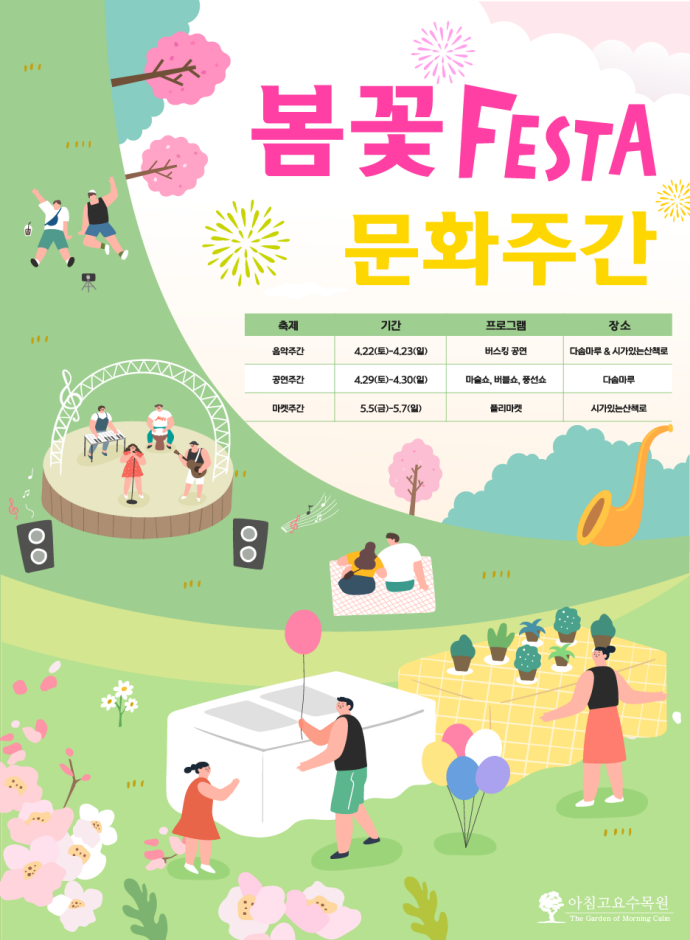 봄꽃 FESTA
문화주간
축제 기간 프로그램 장소
음악주간 4.22(토)~4.23(일) 버스킹 공연 다솜마루 & 시가있는산책로
공연주간 4.29(토)~4.30(일) 마술쇼, 버블쇼, 풍선쇼 다솜마루
마켓주간 5.5(금)~5.7(일) 플리마켓 시가있는산책로
아침고요수목원
The Garden of Morning Calm